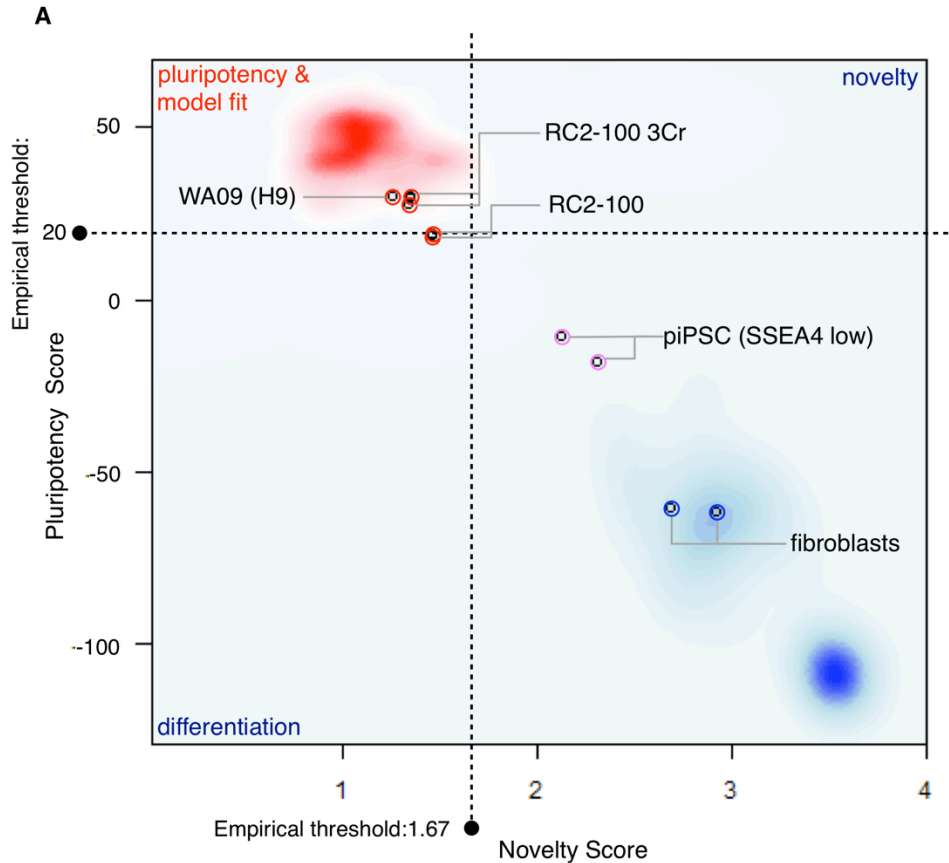 A
pluripotency &
model fit
novelty
50
RC2-100 3Cr
WA09 (H9)
RC2-100
Empirical threshold:
20
0
piPSC (SSEA4 low)
Pluripotency Score
-50
fibroblasts
-100
differentiation
1
2
3
4
Empirical threshold:1.67
Novelty Score